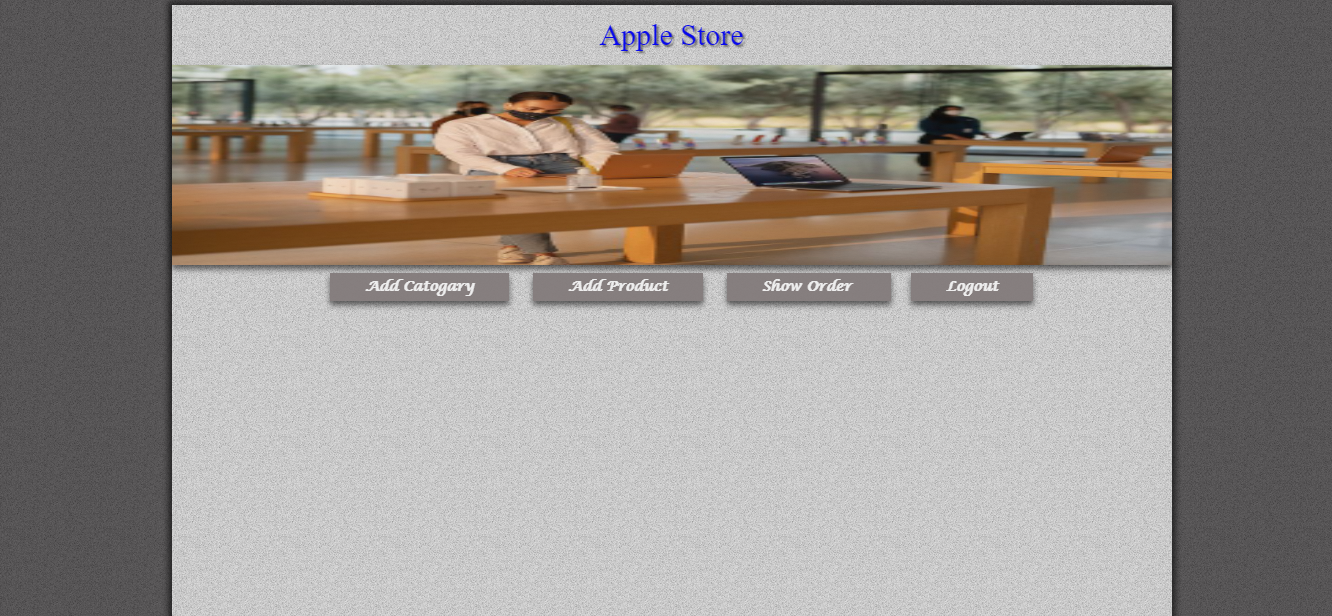 Apple Store
Add Catogary
Add Product
Show Order
Logout